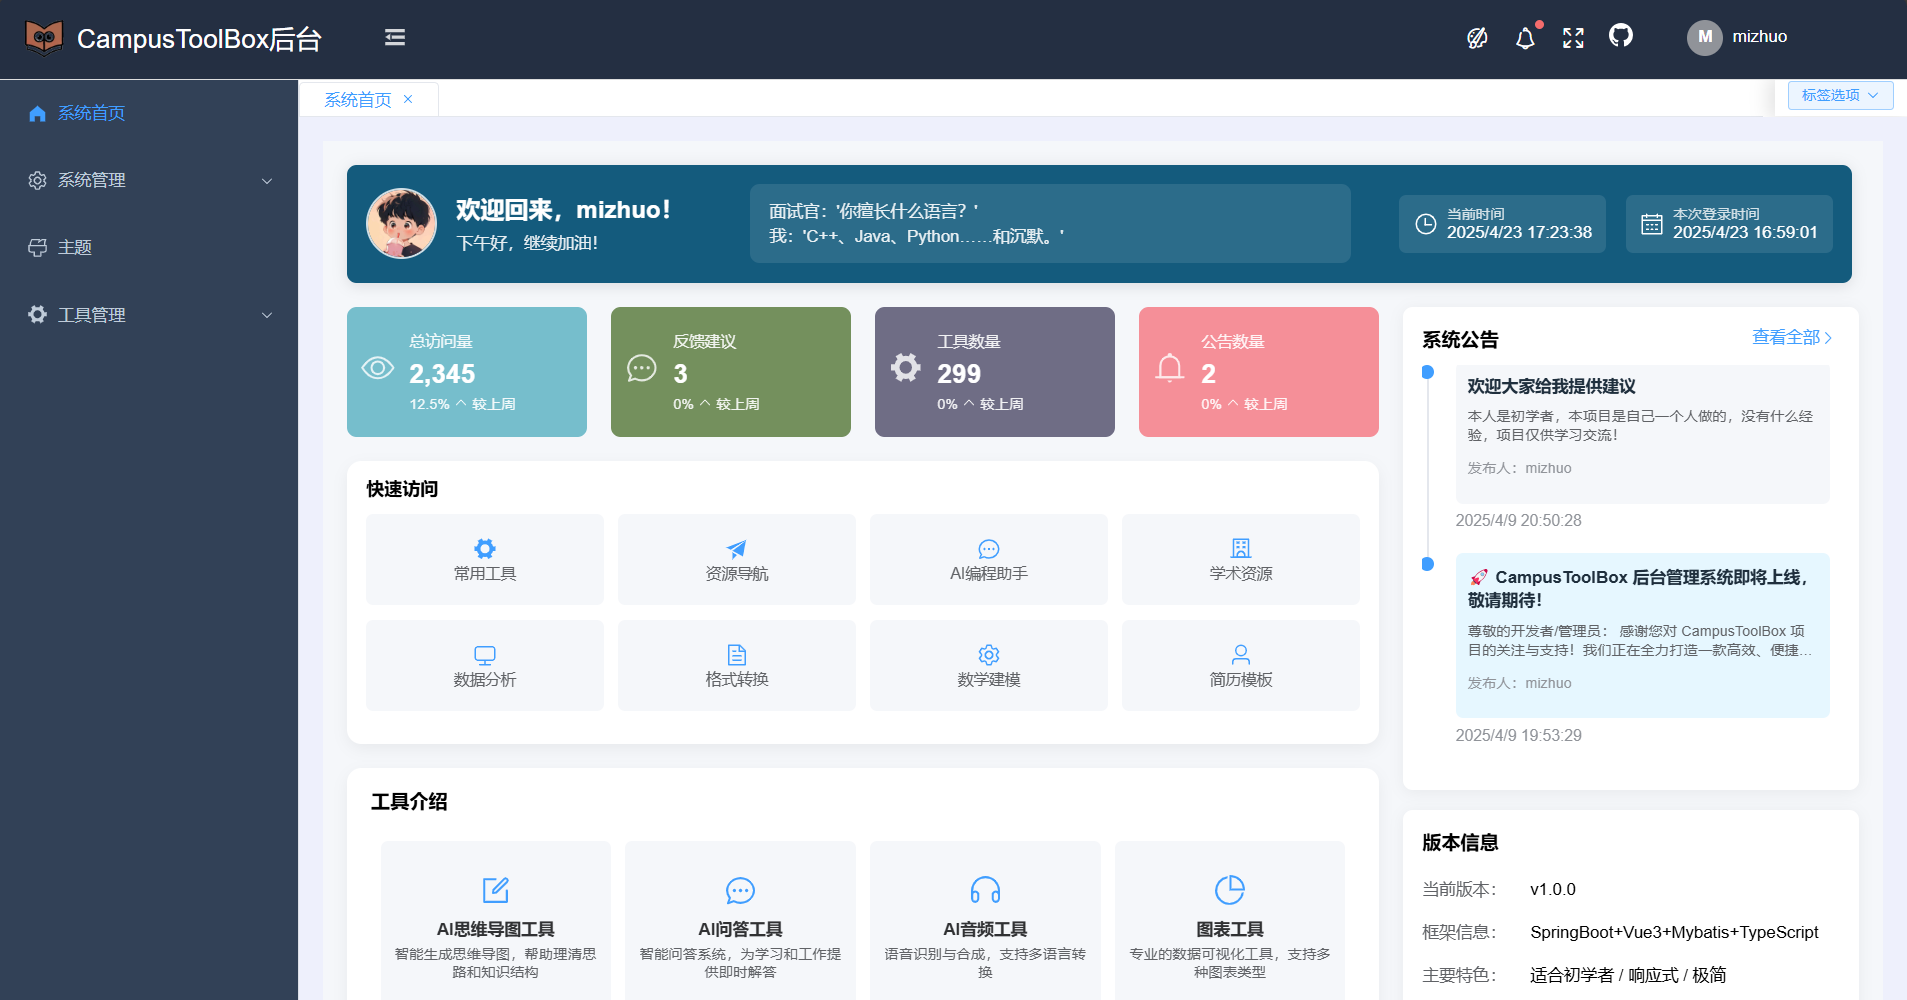 CampusToolBox后台
M
mizhuo
系统首页
系统管理
主题
工具管理
系统首页
标签选项
欢迎回来，mizhuo！
下午好，继续加油！
面试官：'你擅长什么语言？'
我：'C++、Java、Python……和沉默。'
当前时间
2025/4/23 17:23:38
本次登录时间
2025/4/23 16:59:01
总访问量
2,345
12.5% 较上周
反馈建议
3
0% 较上周
工具数量
299
0% 较上周
公告数量
2
0% 较上周
快速访问
常用工具
资源导航
AI编程助手
学术资源
数据分析
格式转换
数学建模
简历模板
工具介绍
AI思维导图工具
智能生成思维导图，帮助理清思
路和知识结构
AI问答工具
智能问答系统，为学习和工作提
供即时解答
AI音频工具
语音识别与合成，支持多语言转
换
图表工具
专业的数据可视化工具，支持多
种图表类型
系统公告
查看全部
欢迎大家给我提供建议
本人是初学者，本项目是自己一个人做的，没有什么经
验，项目仅供学习交流！
发布人：mizhuo
2025/4/9 20:50:28
🚀 CampusToolBox 后台管理系统即将上线，
敬请期待！
尊敬的开发者/管理员： 感谢您对 CampusToolBox 项
目的关注与支持！我们正在全力打造一款高效、便捷...
发布人：mizhuo
2025/4/9 19:53:29
版本信息
当前版本： v1.0.0
框架信息： SpringBoot+Vue3+Mybatis+TypeScript
主要特色： 适合初学者 / 响应式 / 极简